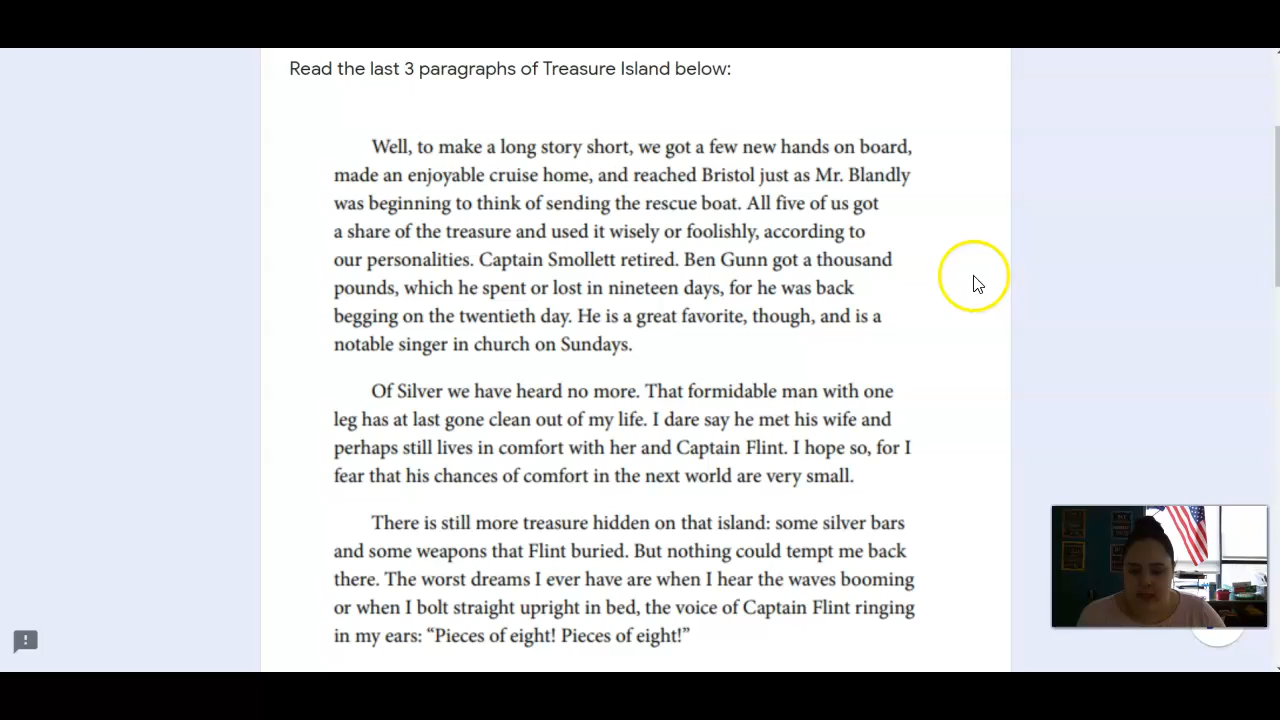 Read the last 3 paragraphs of Treasure Island below:
Well, to make a long story short, we got a few new hands on board,
made an enjoyable cruise home, and reached Bristol just as Mr. Blandly
was beginning to think of sending the rescue boat. All five of us got
a share of the treasure and used it wisely or foolishly, according to
our personalities. Captain Smollett retired. Ben Gunn got a thousand
pounds, which he spent or lost in nineteen days, for he was back
begging on the twentieth day. He is a great favorite, though, and is a
notable singer in church on Sundays.
Of Silver we have heard no more. That formidable man with one
leg has at last gone clean out of my life. I dare say he met his wife and
perhaps still lives in comfort with her and Captain Flint. I hope so, for I
fear that his chances of comfort in the next world are very small.
There is still more treasure hidden on that island: some silver bars
and some weapons that Flint buried. But nothing could tempt me back
there. The worst dreams I ever have are when I hear the waves booming
or when I bolt straight upright in bed, the voice of Captain Flint ringing
in my ears: “Pieces of eight! Pieces of eight!”